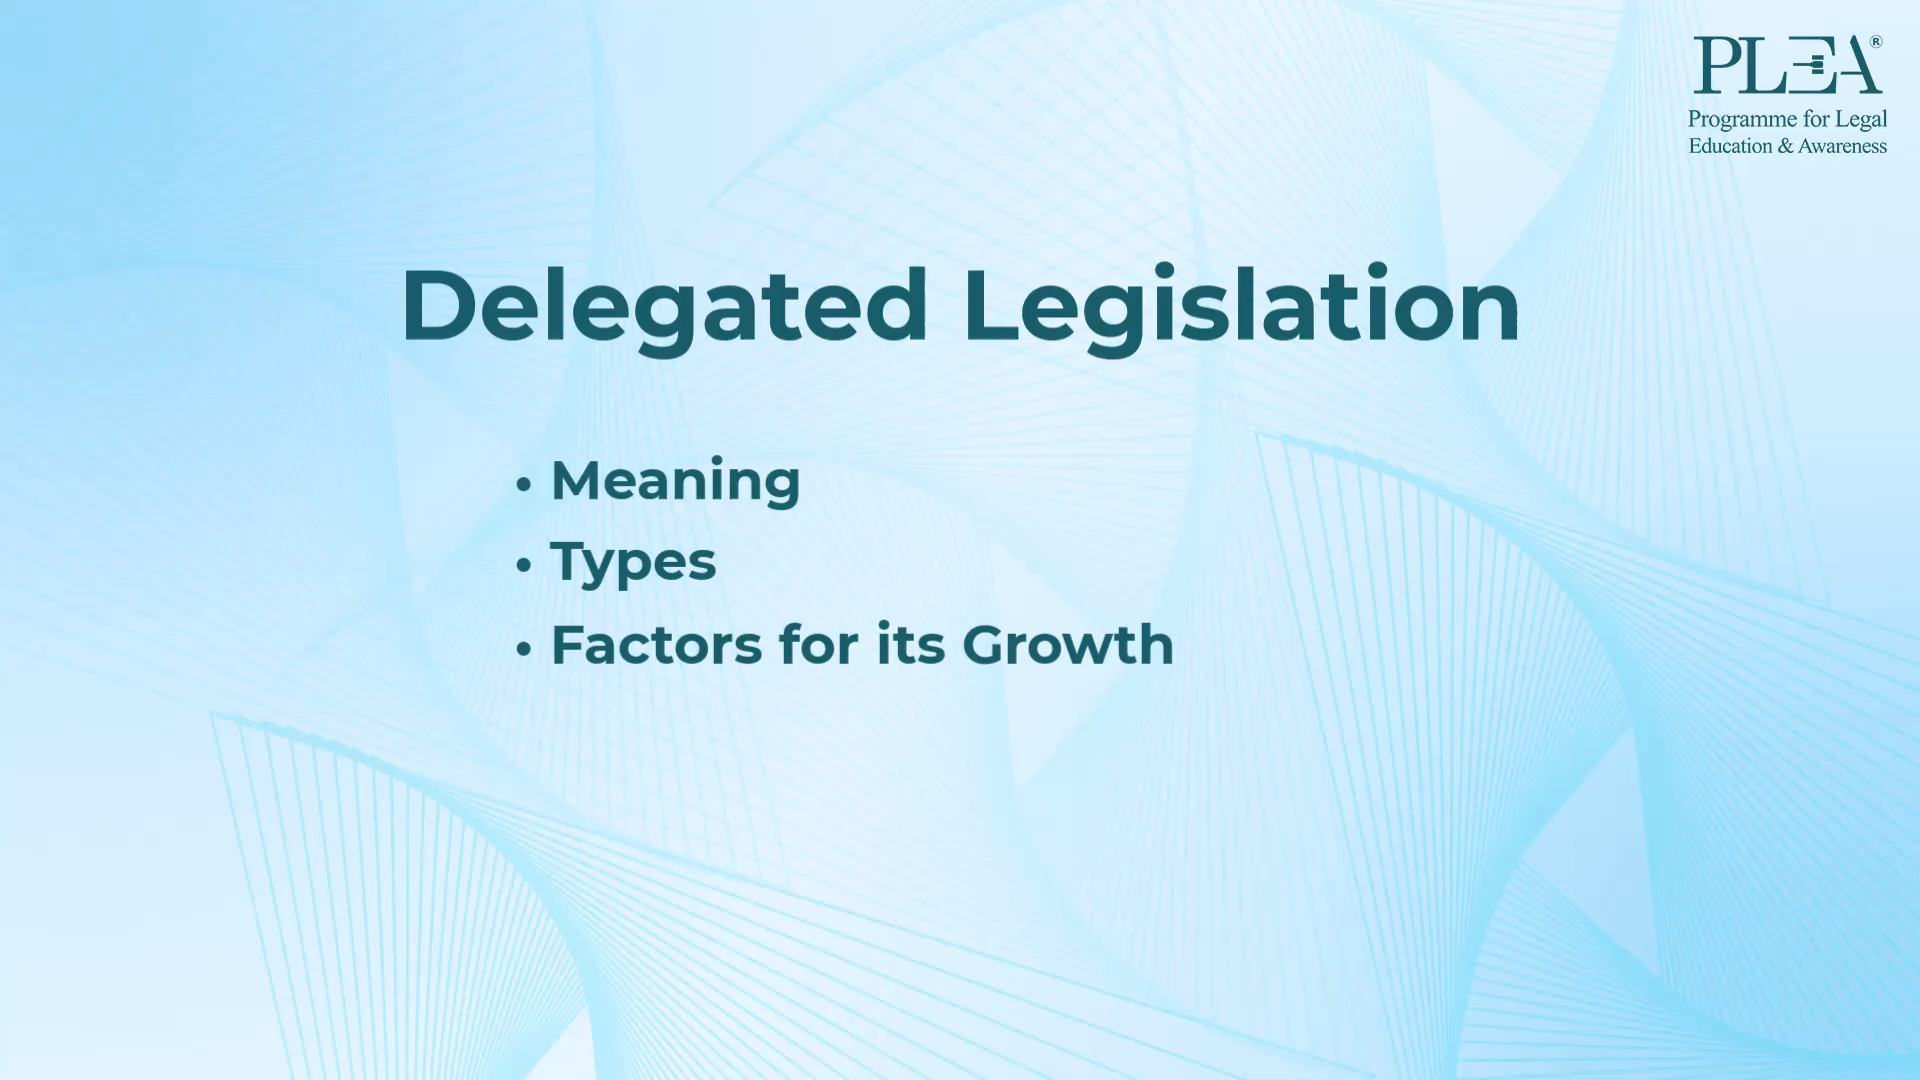 PLEA®
Programme for Legal
Education & Awareness
Delegated Legislation
• Meaning
• Types
• Factors for its Growth